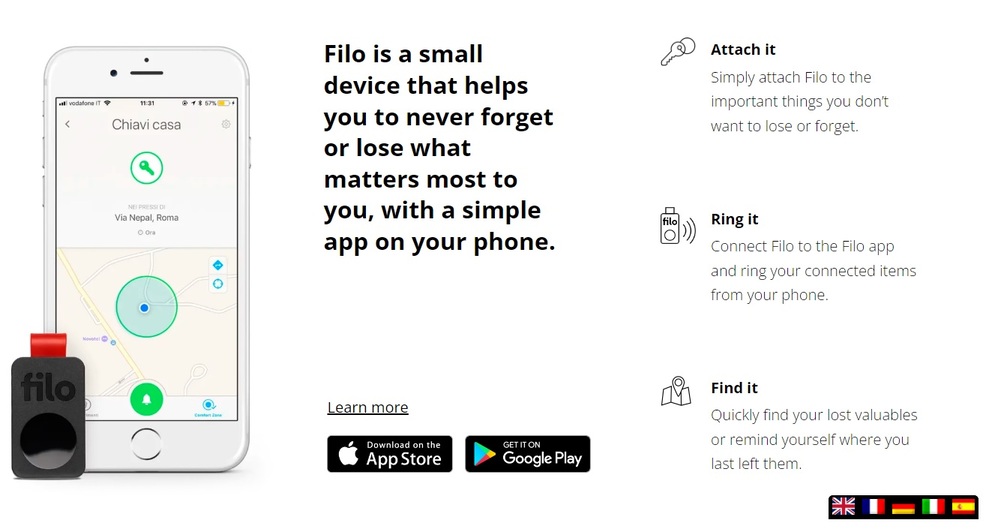 vodafone IT
11:31
57%
Chiavi casa
NEI PRESSI DI
Via Nepal, Roma
Ora
Comfort Zone
filo
Filo is a small
device that helps
you to never forget
or lose what
matters most to
you, with a simple
app on your phone.
Learn more
Download on the
App Store
GET IT ON
Google Play
Attach it
Simply attach Filo to the
important things you don't
want to lose or forget.
filo
Ring it
Connect Filo to the Filo app
and ring your connected items
from your phone.
Find it
Quickly find your lost valuables
or remind yourself where you
last left them.